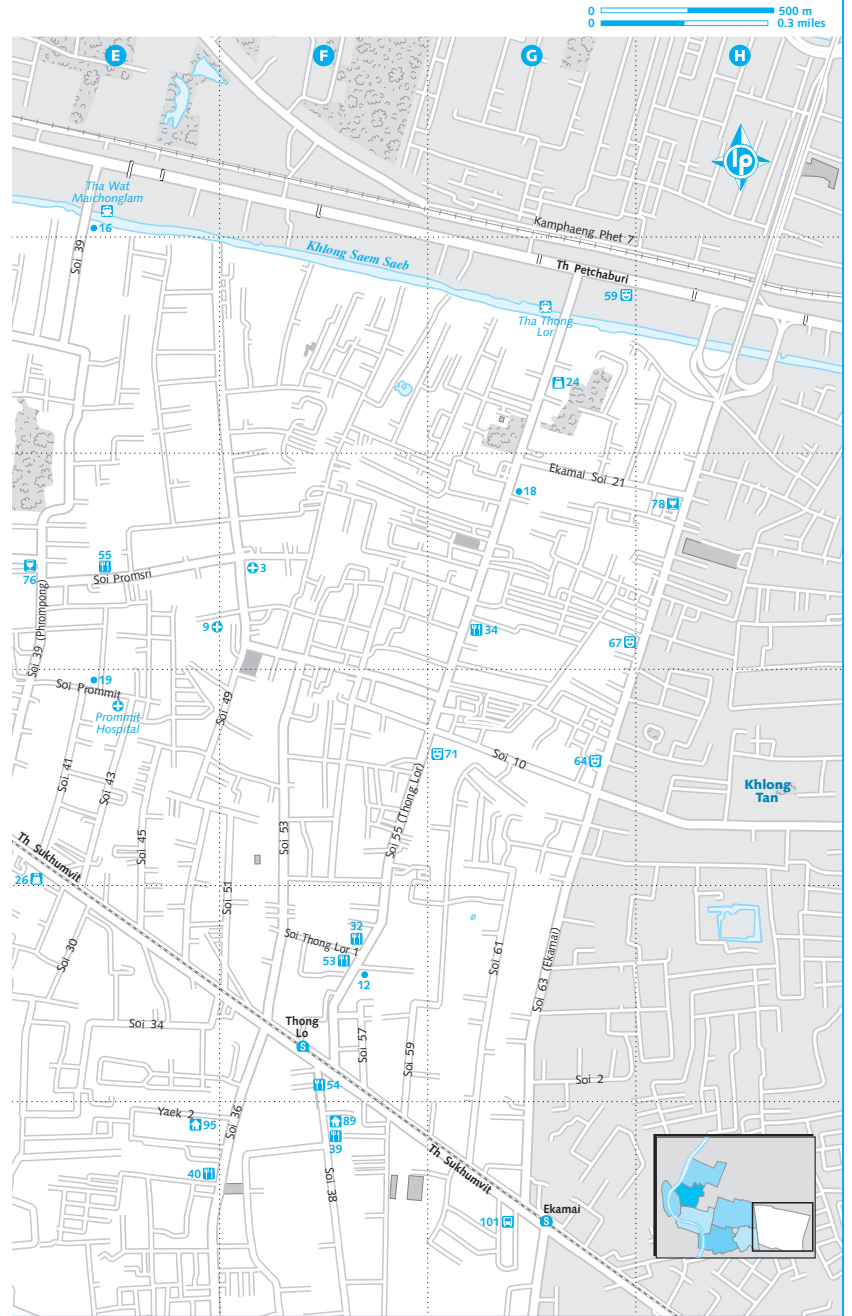 0 500 m
0 0.3 miles
E F G H
lp
Tha Wat
Maichonglam
16
Soi 39
Kamphaeng Phet 7
Khlong Saem Saeb
Th Petchaburi
59
Tha Thong
Lor
24
Ekamai Soi 21
18
78
55
76
Soi Promsri
3
9
34
67
Soi 39 (Phrompong)
19
Soi Prommit
Prommit
Hospital
Soi 49
71
Soi 10
64
Khlong
Tan
Soi 41
Soi 43
Soi 45
Soi 53
Soi 55 (Thong Lor)
Th Sukhumvit
26
Soi 51
32
Soi Thong Lor 1
53
12
Soi 30
Soi 61
Soi 63 (Ekamai)
Soi 34
Thong
Lo
S
Soi 57
Soi 59
54
Soi 2
Yaek 2
95
Soi 36
89
39
40
Soi 38
Th Sukhumvit
101
Ekamai
S